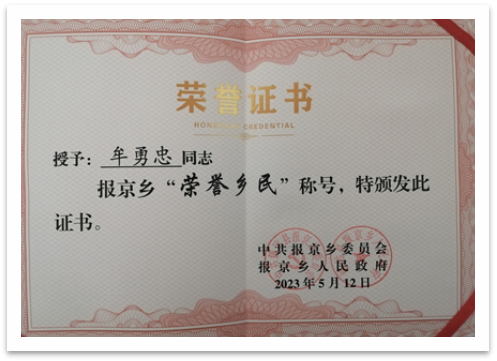 荣誉证书
HONORARY CREDENTIAL
授予：牟勇忠同志
报京乡“荣誉乡民”称号，特颁发此
证书。
中共报京乡委员会
报京乡人民政府
2023年5月12日